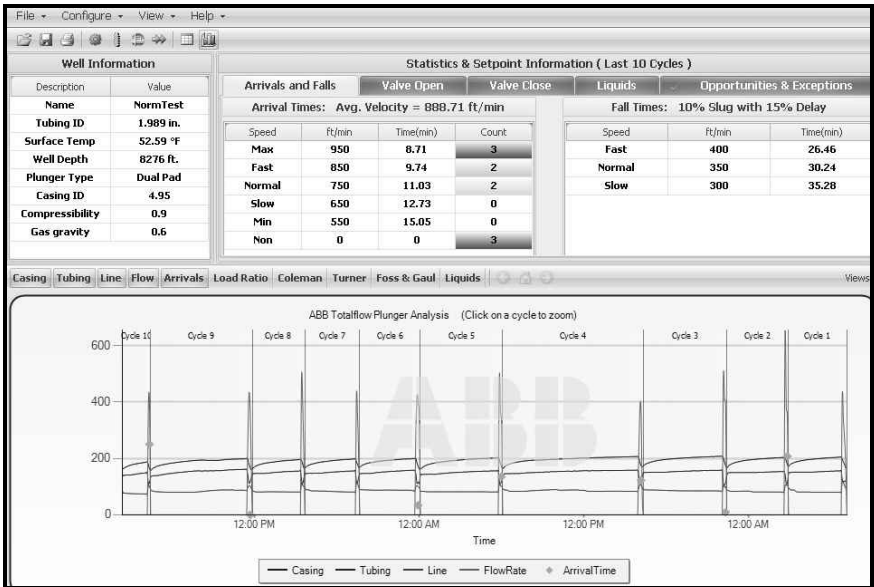 File Configure View Help
Well Information
Description Value
Name NormTest
Tubing ID 1.989 in.
Surface Temp 52.59 °F
Well Depth 8276 ft.
Plunger Type Dual Pad
Casing ID 4.95
Compressibility 0.9
Gas gravity 0.6
Statistics & Setpoint Information ( Last 10 Cycles )
Arrivals and Falls Valve Open Valve Close Liquids Opportunities & Exceptions
Arrival Times: Avg. Velocity = 888.71 ft/min
Speed ft/min Time(min) Count
Max 950 8.71 3
Fast 850 9.74 2
Normal 750 11.03 2
Slow 650 12.73 0
Min 550 15.05 0
Non 0 0 3
Fall Times: 10% Slug with 15% Delay
Speed ft/min Time(min)
Fast 400 26.46
Normal 350 30.24
Slow 300 35.28
Casing Tubing Line Flow Arrivals Load Ratio Coleman Turner Foss & Gaul Liquids Views
ABB Totalflow Plunger Analysis (Click on a cycle to zoom)
Cycle 10 Cycle 9 Cycle 8 Cycle 7 Cycle 6 Cycle 5 Cycle 4 Cycle 3 Cycle 2 Cycle 1
600
400
200
0
ABB
12:00 PM 12:00 AM 12:00 PM 12:00 AM
Time
Casing Tubing Line FlowRate ArrivalTime